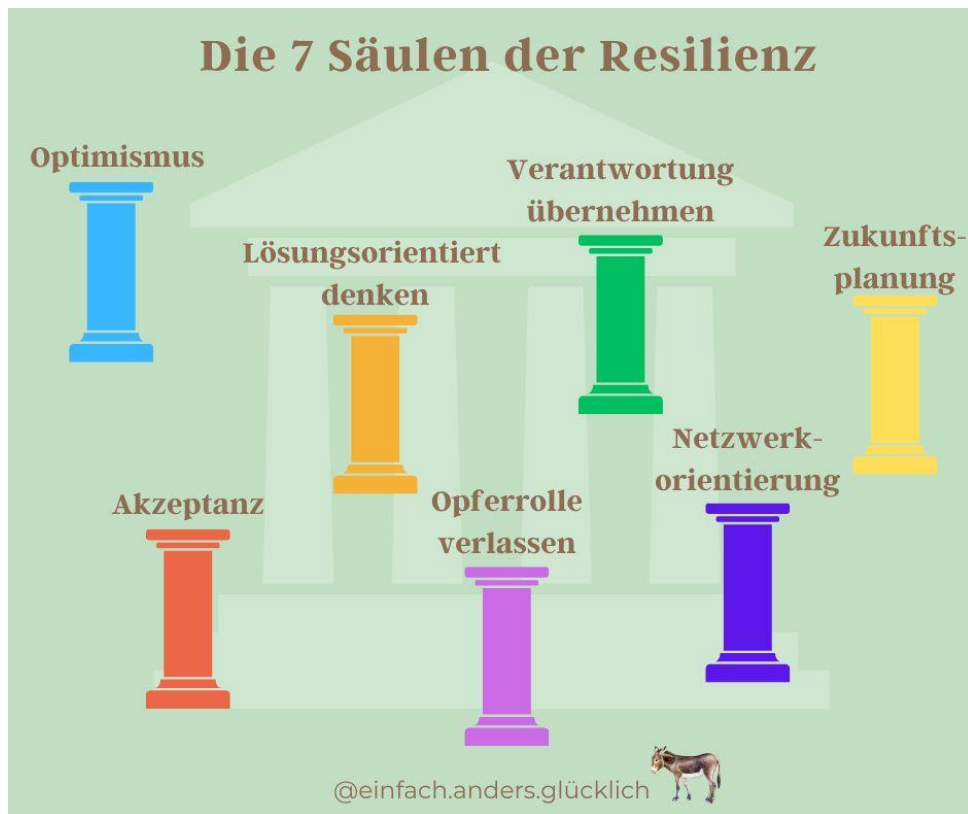 Die 7 Säulen der Resilienz
Optimismus
Lösungsorientiert
denken
Verantwortung
übernehmen
Zukunfts-
planung
Akzeptanz
Opferrolle
verlassen
Netzwerk-
orientierung
@einfach.anders.glücklich